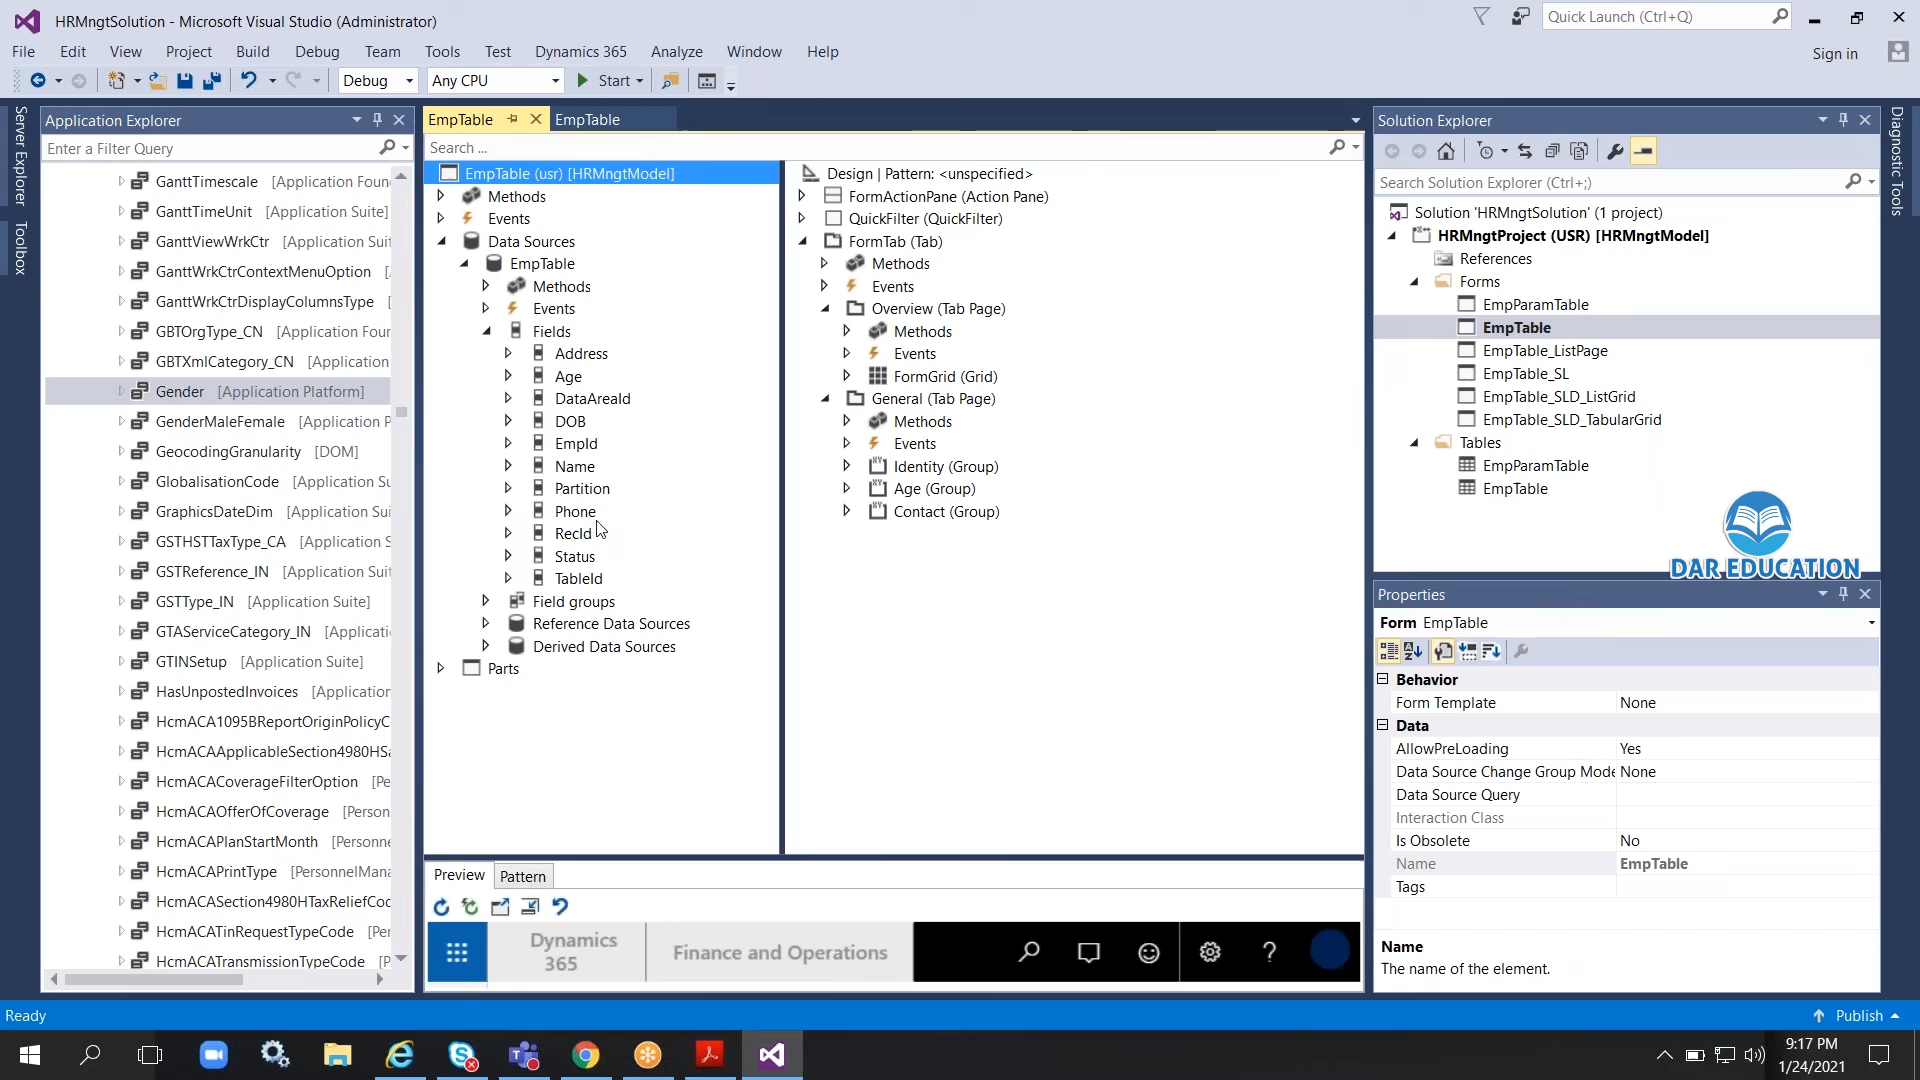 HRMngtSolution - Microsoft Visual Studio (Administrator)
Quick Launch (Ctrl+Q)
File Edit View Project Build Debug Team Tools Test Dynamics 365 Analyze Window Help
Sign in
Debug Any CPU Start
Server Explorer
Toolbox
Application Explorer
Enter a Filter Query
GanttTimescale [Application Foun
GanttTimeUnit [Application Suite]
GanttViewWrkCtr [Application Suit
GanttWrkCtrContextMenuOption [
GanttWrkCtrDisplayColumnsType [
GBTOrgType_CN [Application Four
GBTXmlCategory_CN [Application
Gender [Application Platform]
GenderMaleFemale [Application P
GeocodingGranularity [DOM]
GlobalisationCode [Application Su
GraphicsDateDim [Application Suit
GSTHSTTaxType_CA [Application S
GSTReference_IN [Application Suit
GSTType_IN [Application Suite]
GTAServiceCategory_IN [Applicati
GTINSetup [Application Suite]
HasUnpostedInvoices [Application
HcmACA1095BReportOriginPolicyC
HcmACAApplicableSection4980HSa
HcmACACoverageFilterOption [Pe
HcmACAOfferOfCoverage [Person
HcmACAPlanStartMonth [Personne
HcmACAPrintType [PersonnelMana
HcmACASection4980HTaxReliefCod
HcmACATinRequestTypeCode [Per
HcmACATransmissionTypeCode [P
EmpTable
EmpTable
Search ...
EmpTable (usr) [HRMngtModel]
Methods
Events
Data Sources
EmpTable
Methods
Events
Fields
Address
Age
DataAreaId
DOB
EmpId
Name
Partition
Phone
RecId
Status
TableId
Field groups
Reference Data Sources
Derived Data Sources
Parts
Design | Pattern: <unspecified>
FormActionPane (Action Pane)
QuickFilter (QuickFilter)
FormTab (Tab)
Methods
Events
Overview (Tab Page)
Methods
Events
FormGrid (Grid)
General (Tab Page)
Methods
Events
Identity (Group)
Age (Group)
Contact (Group)
Preview Pattern
Dynamics
365
Finance and Operations
?
Solution Explorer
Search Solution Explorer (Ctrl+;)
Solution 'HRMngtSolution' (1 project)
HRMngtProject (USR) [HRMngtModel]
References
Forms
EmpParamTable
EmpTable
EmpTable_ListPage
EmpTable_SL
EmpTable_SLD_ListGrid
EmpTable_SLD_TabularGrid
Tables
EmpParamTable
EmpTable
DAR EDUCATION
Properties
Form EmpTable
Behavior
Form Template None
Data
AllowPreLoading Yes
Data Source Change Group Mode None
Data Source Query
Interaction Class
Is Obsolete No
Name EmpTable
Tags
Name
The name of the element.
Diagnostic Tools
Ready
Publish
9:17 PM
1/24/2021